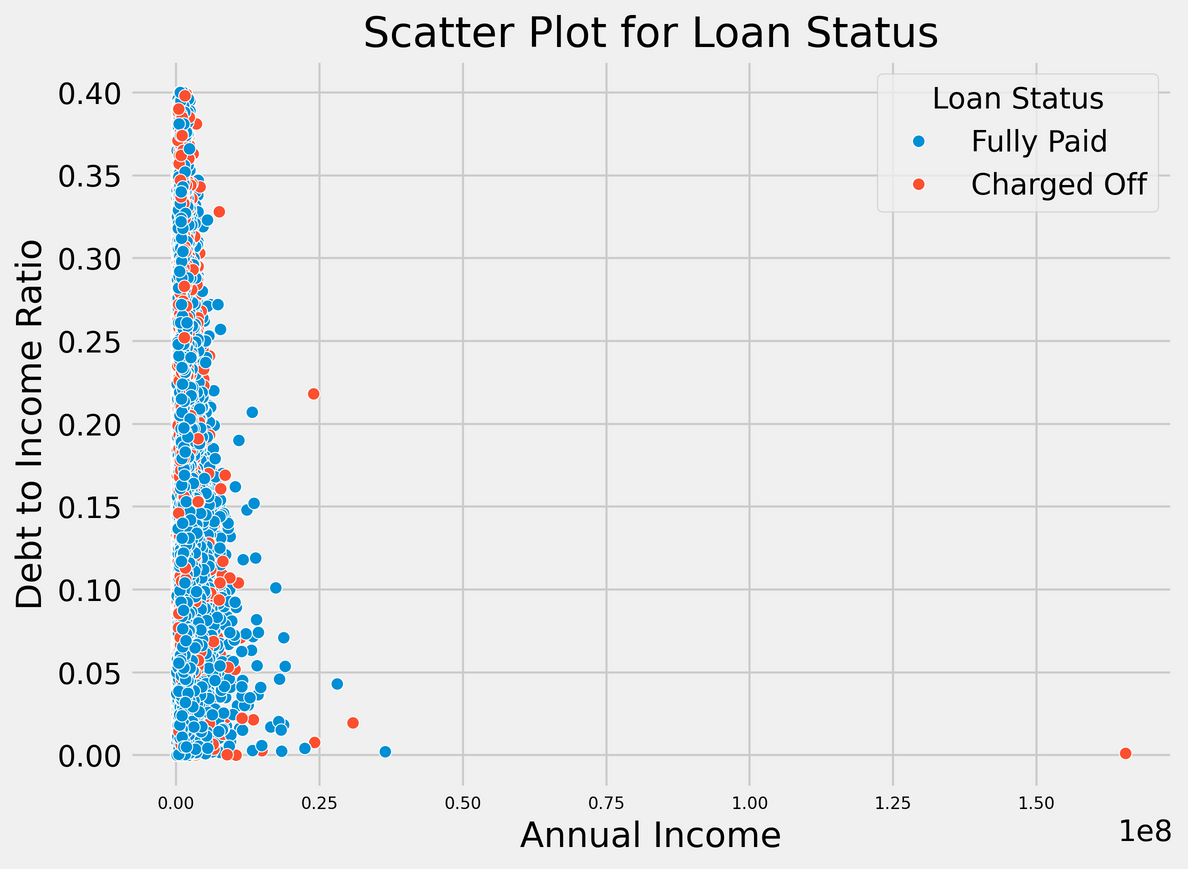 Scatter Plot for Loan Status
Loan Status
Fully Paid
Charged Off
Debt to Income Ratio
0.40
0.35
0.30
0.25
0.20
0.15
0.10
0.05
0.00
0.00 0.25 0.50 0.75 1.00 1.25 1.50
1e8
Annual Income